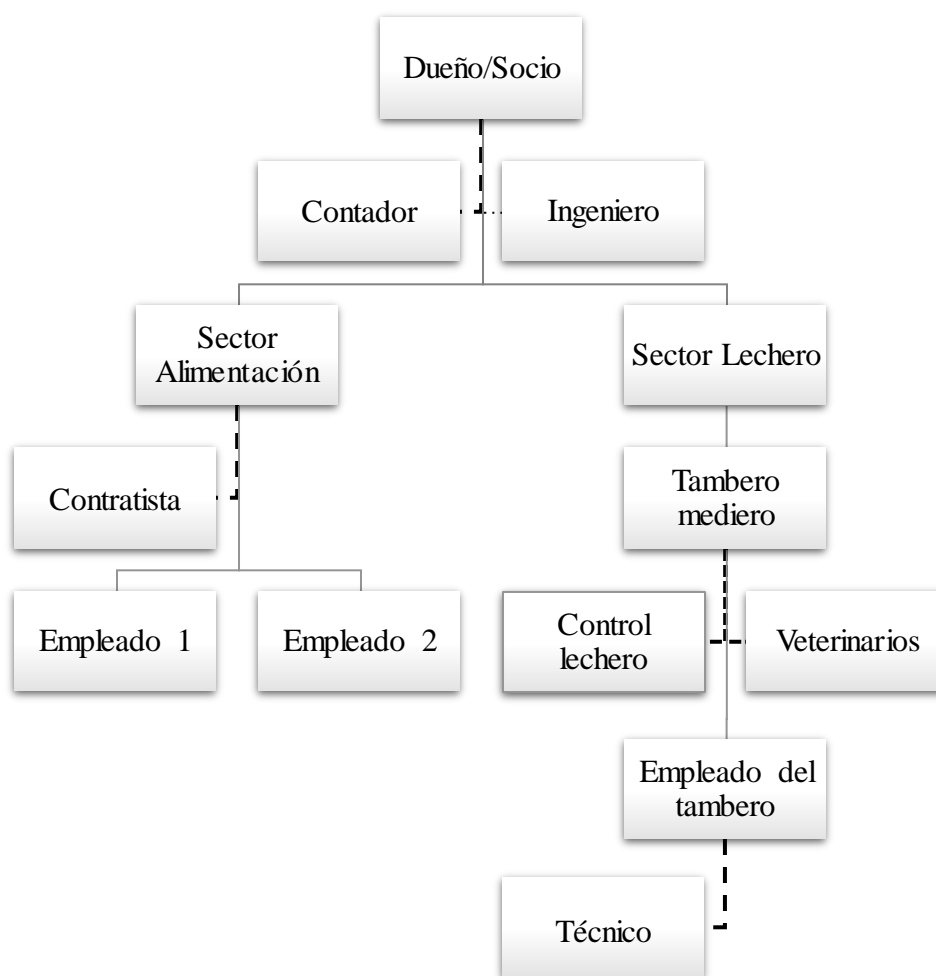 Dueño/Socio
Contador
Ingeniero
Sector
Alimentación
Sector Lechero
Contratista
Tambero
mediero
Empleado 1
Empleado 2
Control
lechero
Veterinarios
Empleado del
tambero
Técnico